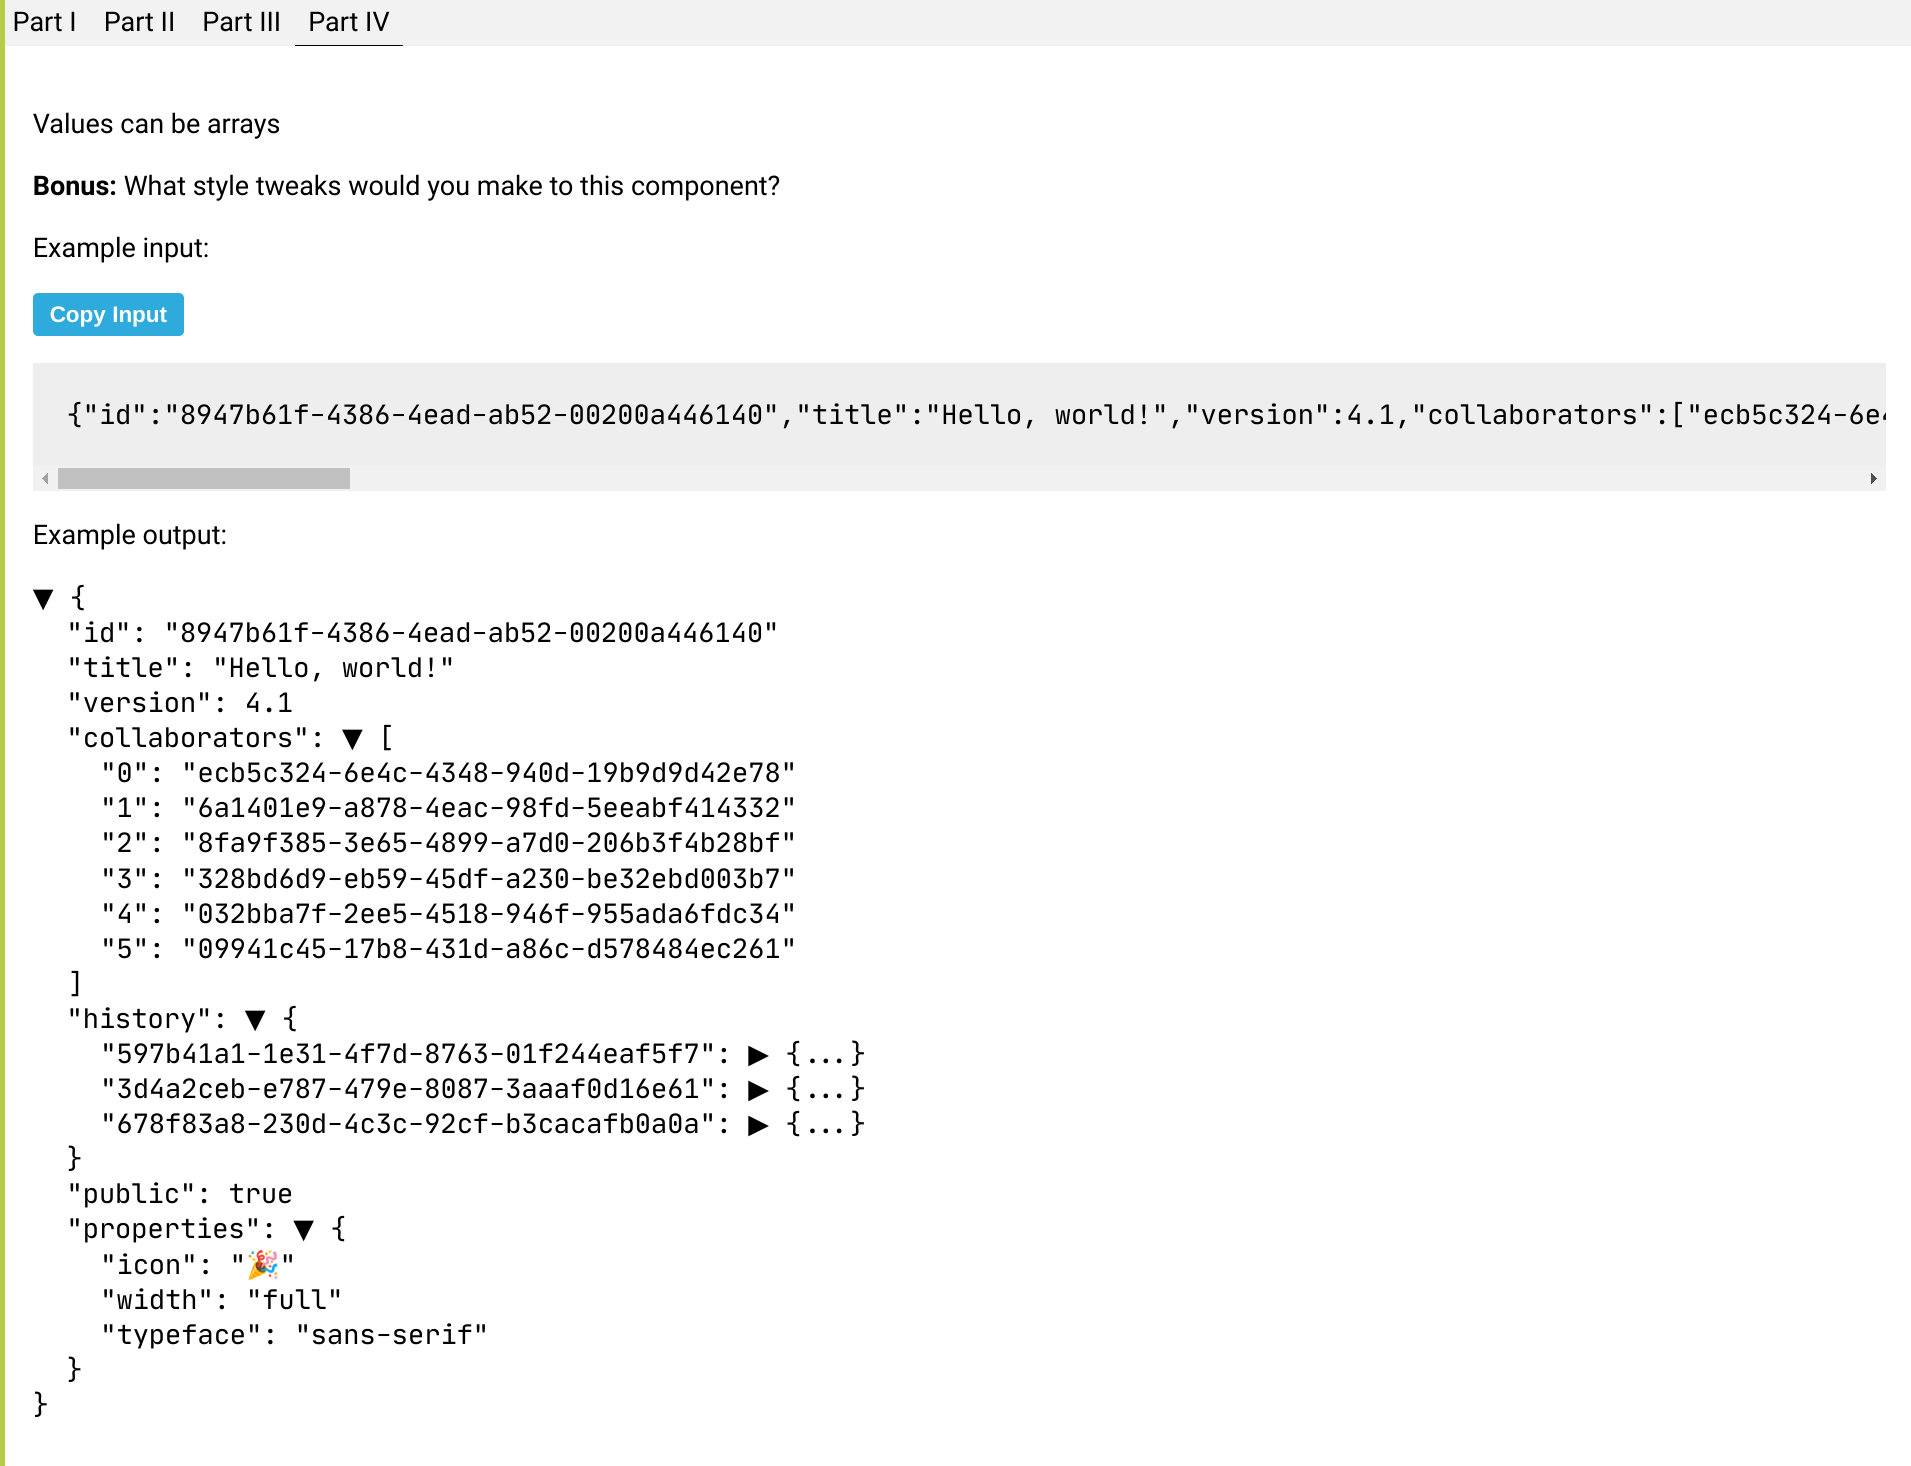 Part I Part II Part III Part IV
Values can be arrays
Bonus: What style tweaks would you make to this component?
Example input:
Copy Input
{"id":"8947b61f-4386-4ead-ab52-00200a446140","title":"Hello, world!","version":4.1,"collaborators":["ecb5c324-6e4
Example output:
▼ {
"id": "8947b61f-4386-4ead-ab52-00200a446140"
"title": "Hello, world!"
"version": 4.1
"collaborators": ▼ [
"0": "ecb5c324-6e4c-4348-940d-19b9d9d42e78"
"1": "6a1401e9-a878-4eac-98fd-5eeabf414332"
"2": "8fa9f385-3e65-4899-a7d0-206b3f4b28bf"
"3": "328bd6d9-eb59-45df-a230-be32ebd003b7"
"4": "032bba7f-2ee5-4518-946f-955ada6fdc34"
"5": "09941c45-17b8-431d-a86c-d578484ec261"
]
"history": ▼ {
"597b41a1-1e31-4f7d-8763-01f244eaf5f7": ▶ {...}
"3d4a2ceb-e787-479e-8087-3aaaf0d16e61": ▶ {...}
"678f83a8-230d-4c3c-92cf-b3cacafb0a0a": ▶ {...}
}
"public": true
"properties": ▼ {
"icon": "🎉"
"width": "full"
"typeface": "sans-serif"
}
}